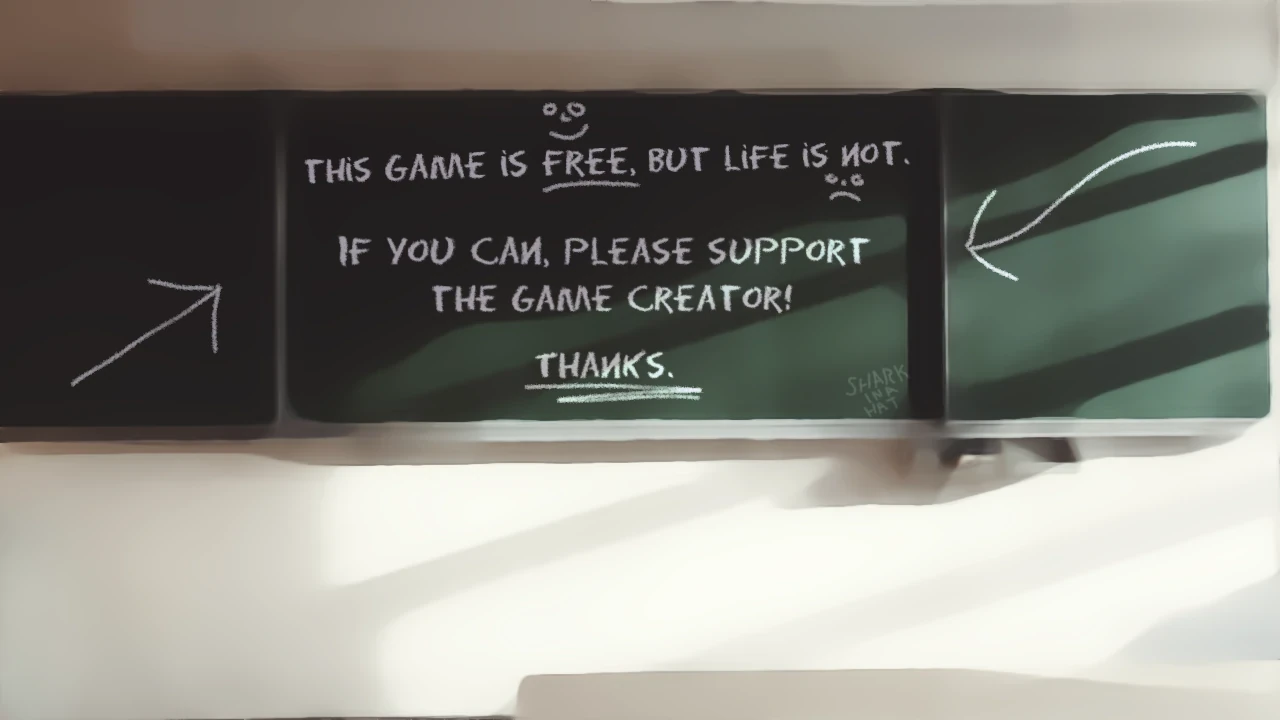 THIS GAME IS FREE, BUT LIFE IS NOT.
IF YOU CAN, PLEASE SUPPORT
THE GAME CREATOR!
THANKS.
SHARK
IN A
HAT